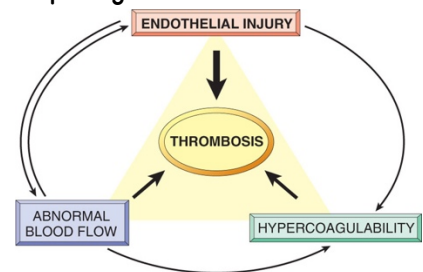 ENDOTHELIAL INJURY
THROMBOSIS
ABNORMAL
BLOOD FLOW
HYPERCOAGULABILITY